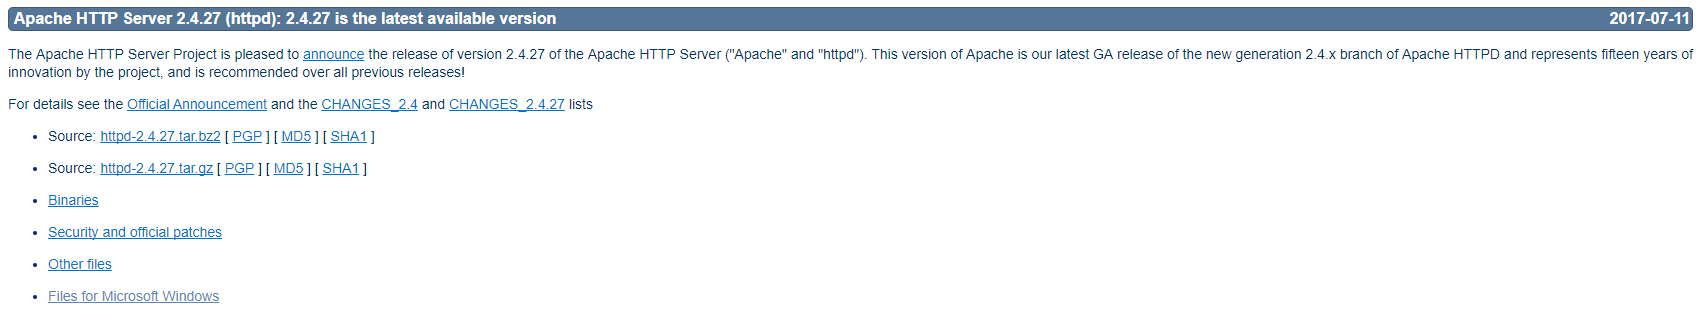 Apache HTTP Server 2.4.27 (httpd): 2.4.27 is the latest available version 2017-07-11
The Apache HTTP Server Project is pleased to announce the release of version 2.4.27 of the Apache HTTP Server ("Apache" and "httpd"). This version of Apache is our latest GA release of the new generation 2.4.x branch of Apache HTTPD and represents fifteen years of
innovation by the project, and is recommended over all previous releases!
For details see the Official Announcement and the CHANGES_2.4 and CHANGES_2.4.27 lists
• Source: httpd-2.4.27.tar.bz2 [ PGP ] [ MD5 ] [ SHA1 ]
• Source: httpd-2.4.27.tar.gz [ PGP ] [ MD5 ] [ SHA1 ]
• Binaries
• Security and official patches
• Other files
• Files for Microsoft Windows